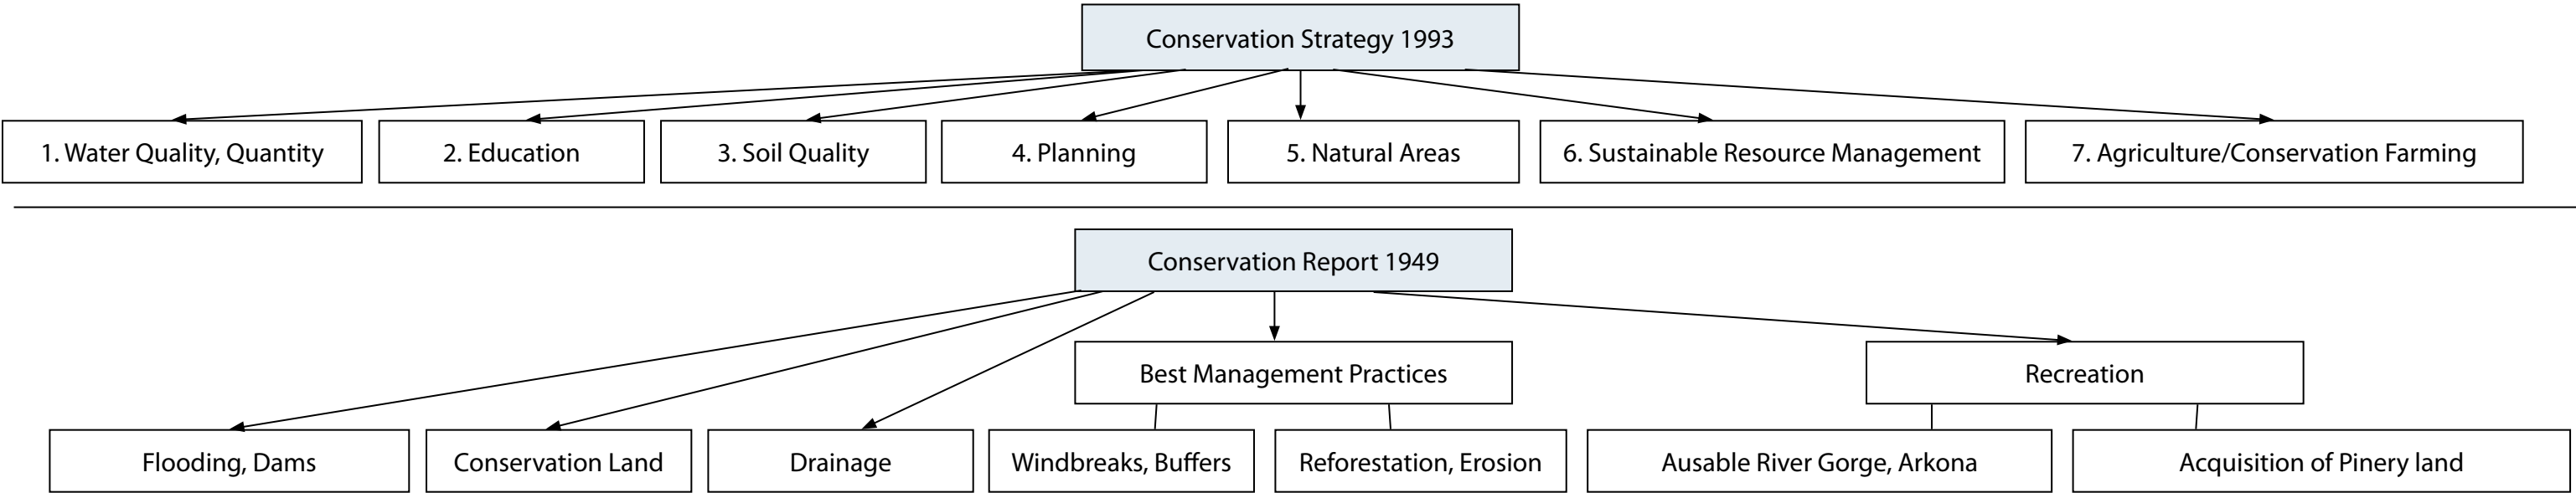 Conservation Strategy 1993
1. Water Quality, Quantity
2. Education
3. Soil Quality
4. Planning
5. Natural Areas
6. Sustainable Resource Management
7. Agriculture/Conservation Farming
Conservation Report 1949
Best Management Practices
Recreation
Flooding, Dams
Conservation Land
Drainage
Windbreaks, Buffers
Reforestation, Erosion
Ausable River Gorge, Arkona
Acquisition of Pinery land